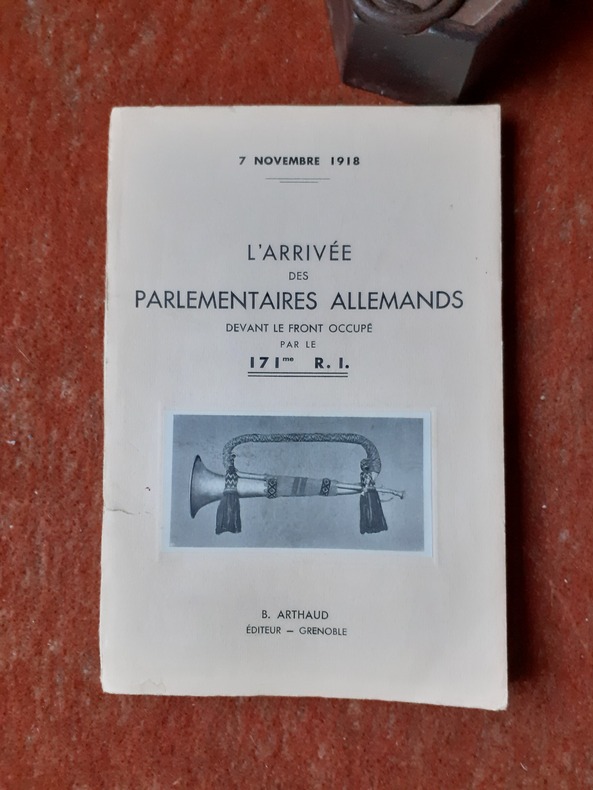 7 NOVEMBRE 1918
L'ARRIVÉE
DES
PARLEMENTAIRES ALLEMANDS
DEVANT LE FRONT OCCUPÉ
PAR LE
171me R. I.
B. ARTHAUD
ÉDITEUR — GRENOBLE